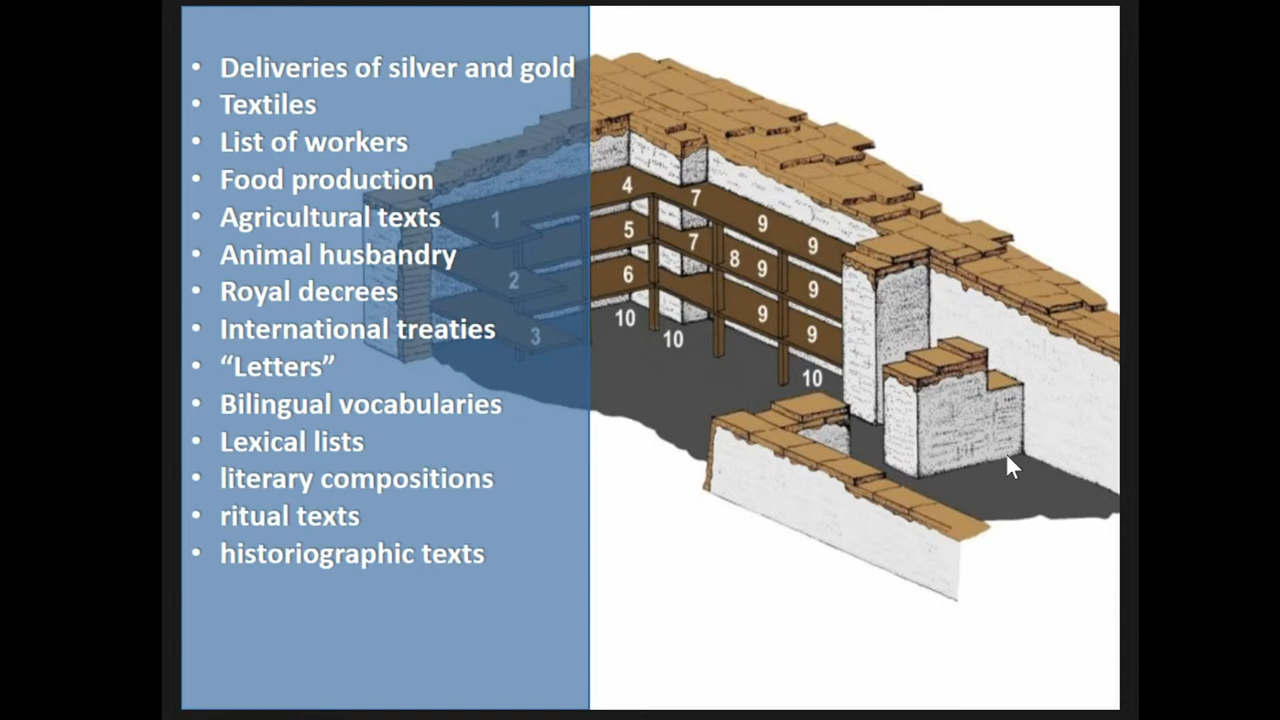 • Deliveries of silver and gold
• Textiles
• List of workers
• Food production
• Agricultural texts
• Animal husbandry
• Royal decrees
• International treaties
• “Letters”
• Bilingual vocabularies
• Lexical lists
• literary compositions
• ritual texts
• historiographic texts
1
2
3
4
5
6
10
7
7
8
9
9
9
9
9
9
10
10